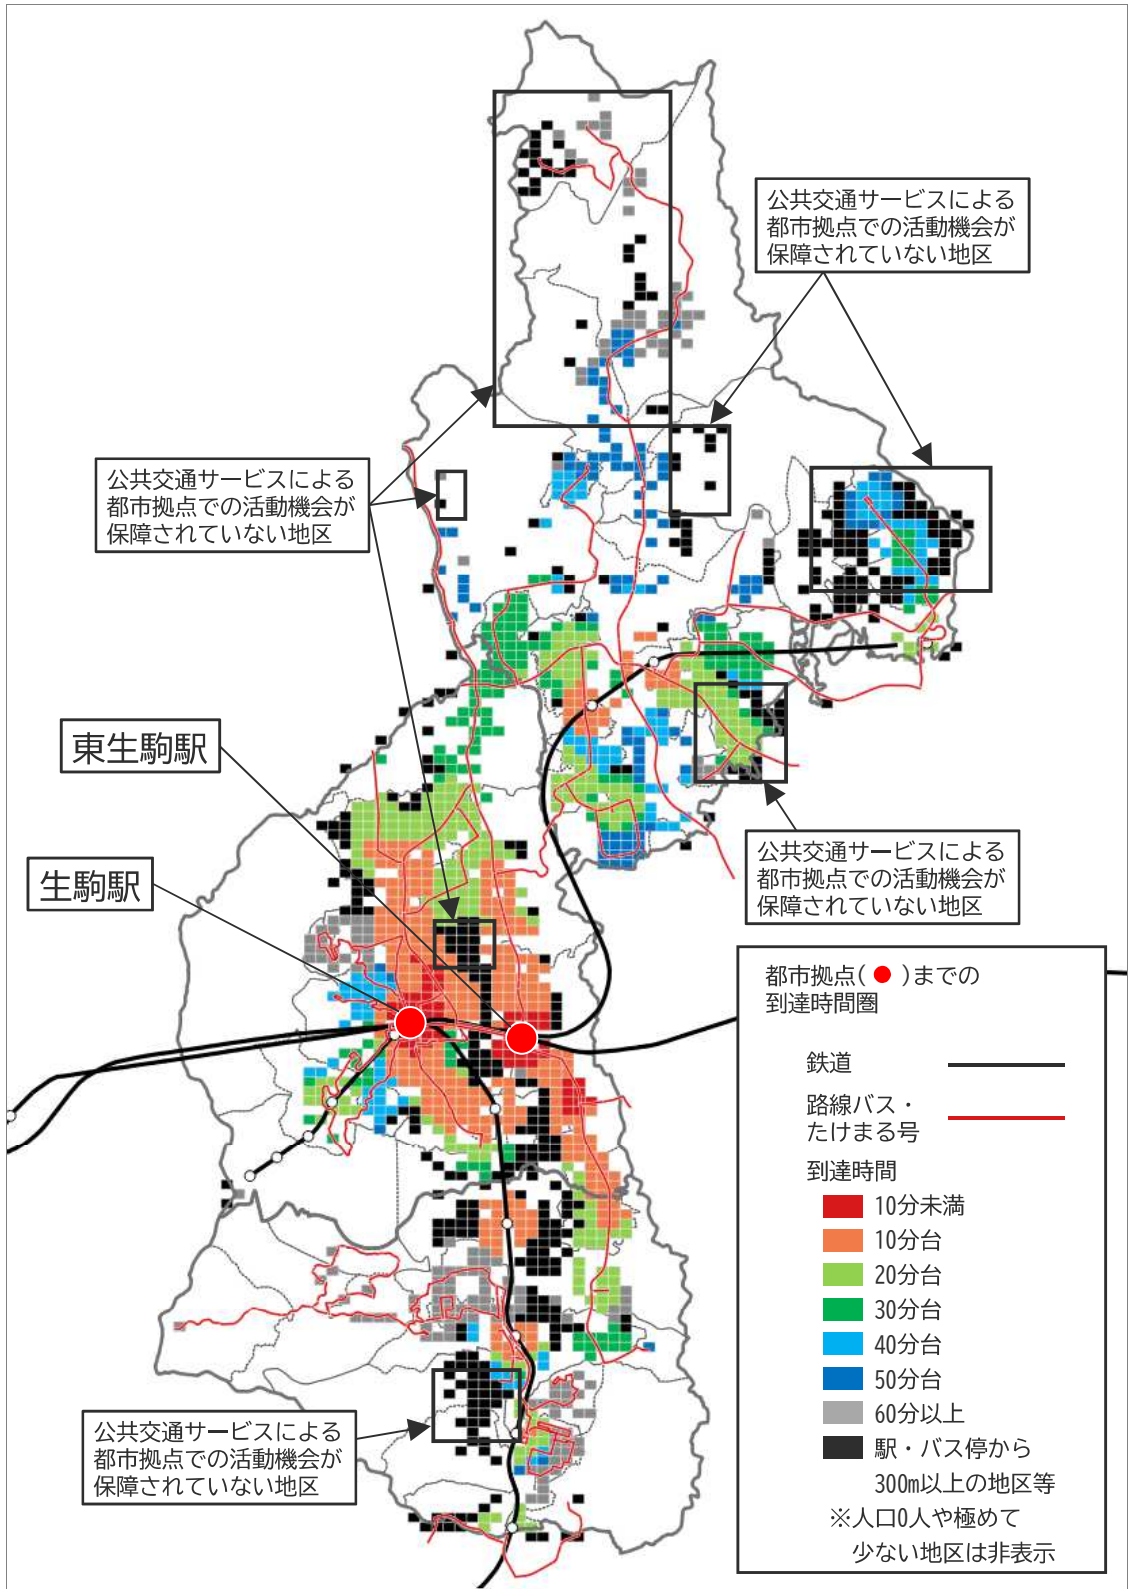 公共交通サービスによる
都市拠点での活動機会が
保障されていない地区
公共交通サービスによる
都市拠点での活動機会が
保障されていない地区
東生駒駅
生駒駅
公共交通サービスによる
都市拠点での活動機会が
保障されていない地区
都市拠点(●)までの
到達時間圏
鉄道
路線バス・
たけまる号
到達時間
10分未満
10分台
20分台
30分台
40分台
50分台
60分以上
駅・バス停から
300m以上の地区等
※人口0人や極めて
少ない地区は非表示
公共交通サービスによる
都市拠点での活動機会が
保障されていない地区